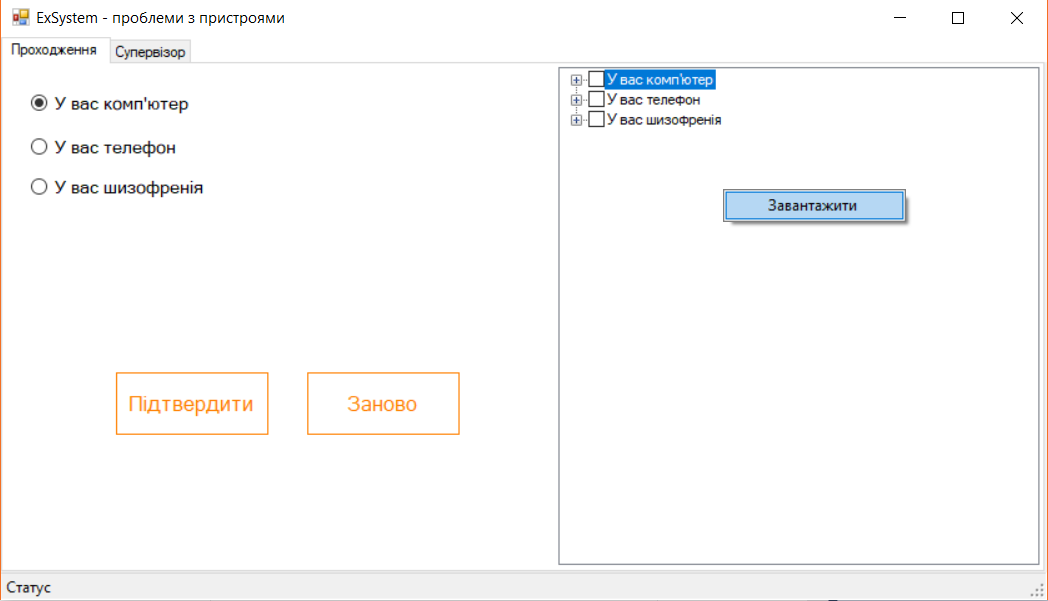 ExSystem - проблеми з пристроями
Проходження
Супервізор
У вас комп'ютер
У вас телефон
У вас шизофренія
Підтвердити
Заново
У вас комп'ютер
У вас телефон
У вас шизофренія
Завантажити
Статус